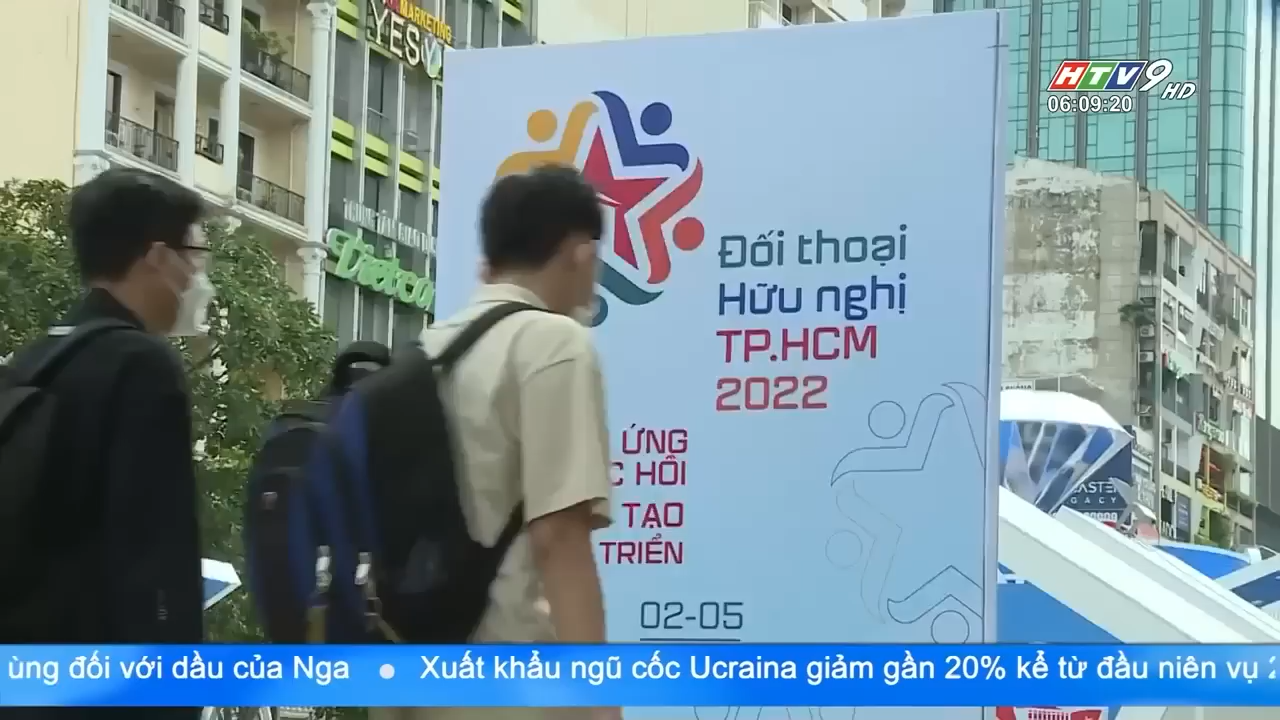 MARKETING
YES
HTV9 HD
06:09:20
Đối thoại
Hữu nghị
TP.HCM
2022
ỨNG
C HỒI
TẠO
TRIỂN
02-05
ùng đối với dầu của Nga • Xuất khẩu ngũ cốc Ucraina giảm gần 20% kể từ đầu niên vụ 2